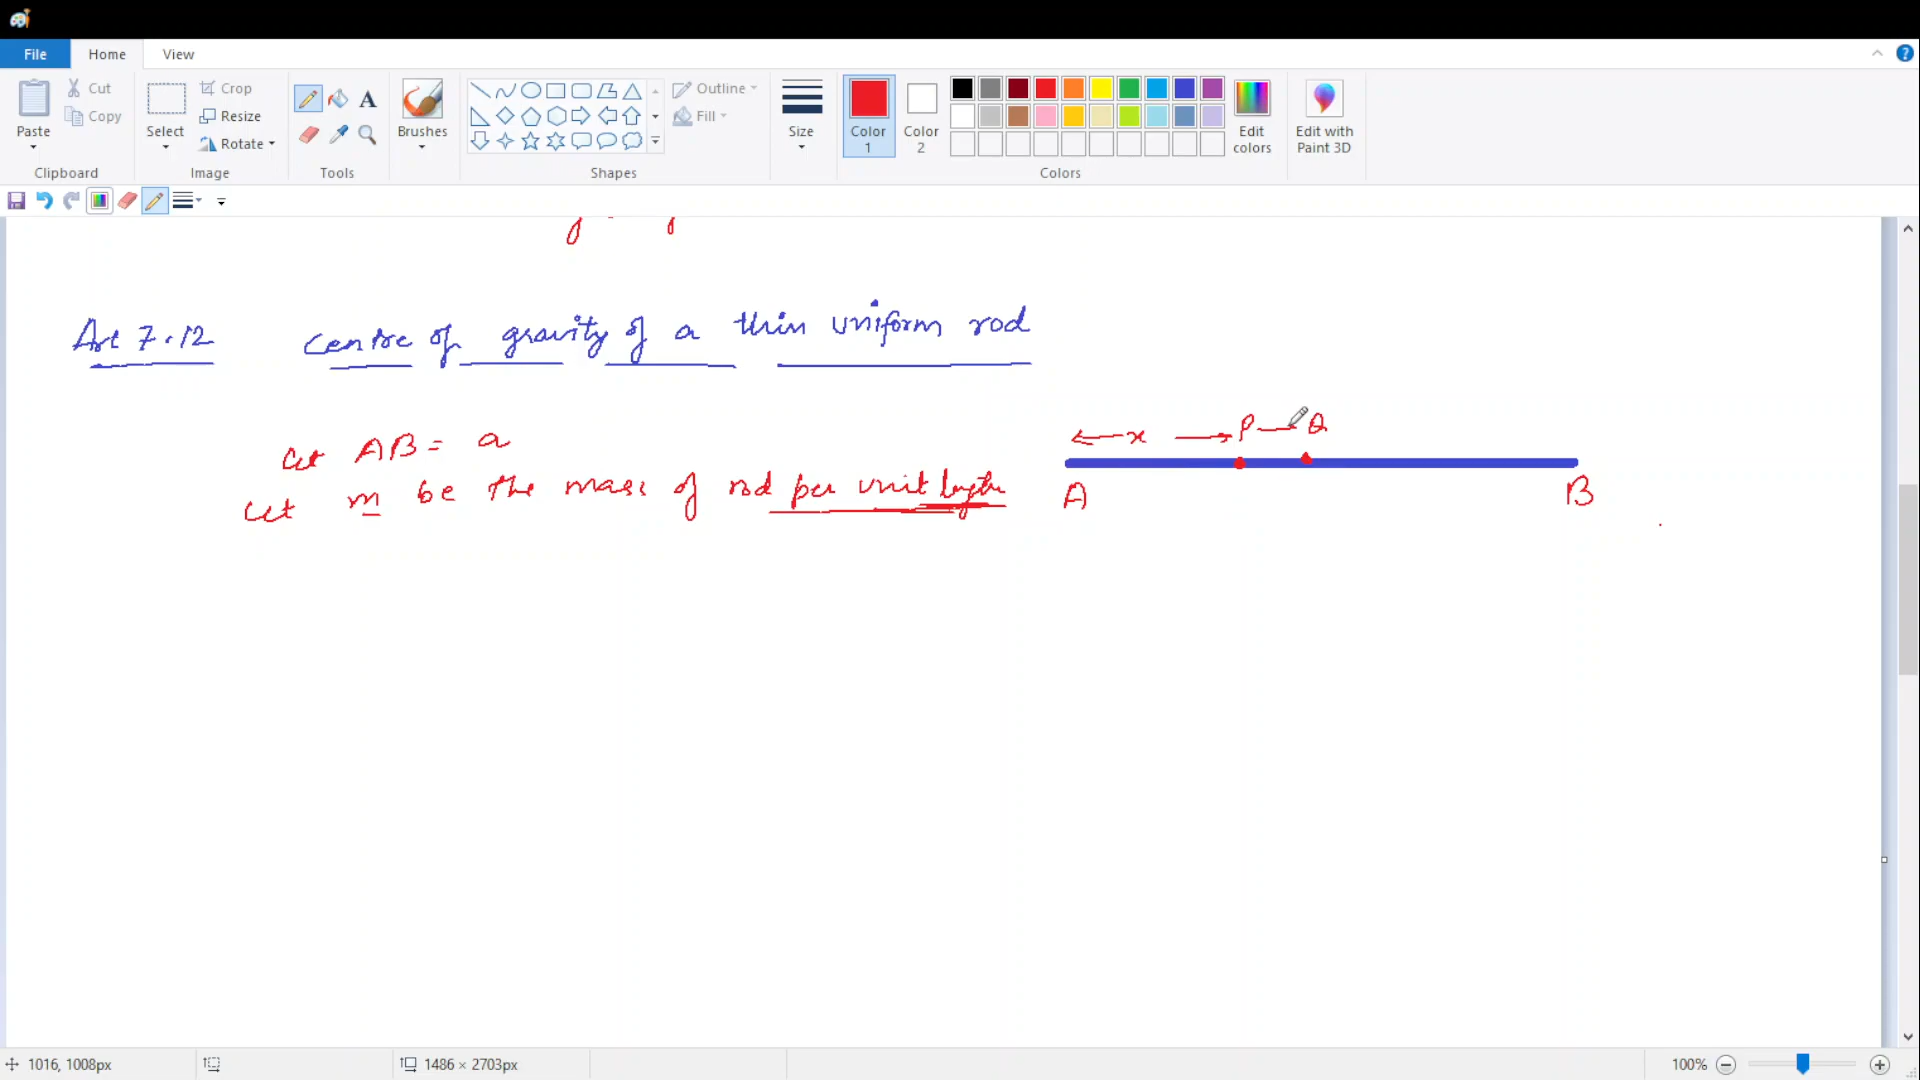 File Home View
Paste Cut Copy Select Crop Resize Rotate Brushes Outline Fill Size Color 1 Color 2 Edit colors Edit with Paint 3D
Clipboard Image Tools Shapes Colors
Art 7.12 Centre of gravity of a thin uniform rod
x P Q
Let AB = a
Let m be the mass of rod per unit length
A B
1016, 1008px 1486 × 2703px 100%